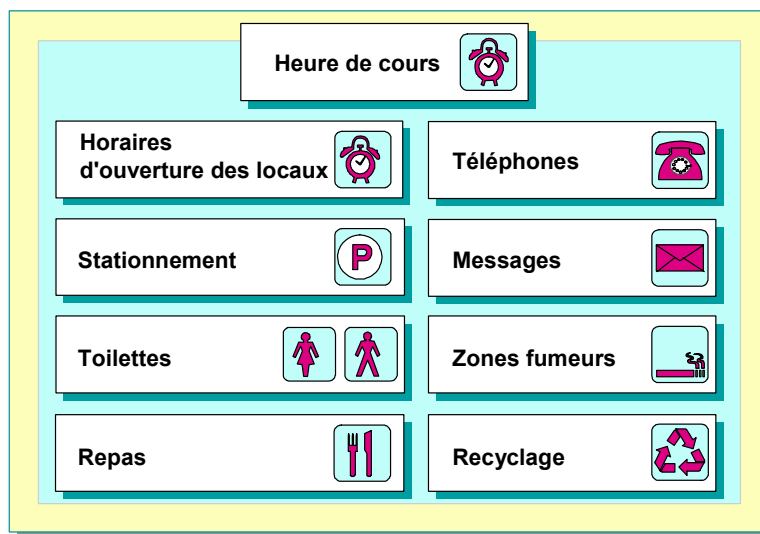 Heure de cours
Horaires
d'ouverture des locaux
Téléphones
Stationnement
P
Messages
Toilettes
Zones fumeurs
Repas
Recyclage